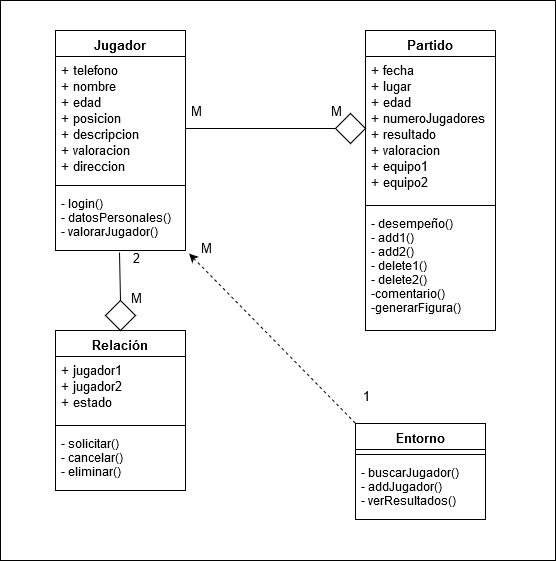 Jugador
+ telefono
+ nombre
+ edad
+ posicion
+ descripcion
+ valoracion
+ direccion
- login()
- datosPersonales()
- valorarJugador()
M
M
Partido
+ fecha
+ lugar
+ edad
+ numeroJugadores
+ resultado
+ valoracion
+ equipo1
+ equipo2
- desempeño()
- add1()
- add2()
- delete1()
- delete2()
-comentario()
-generarFigura()
2
M
M
Relación
+ jugador1
+ jugador2
+ estado
- solicitar()
- cancelar()
- eliminar()
1
Entorno
- buscarJugador()
- addJugador()
- verResultados()